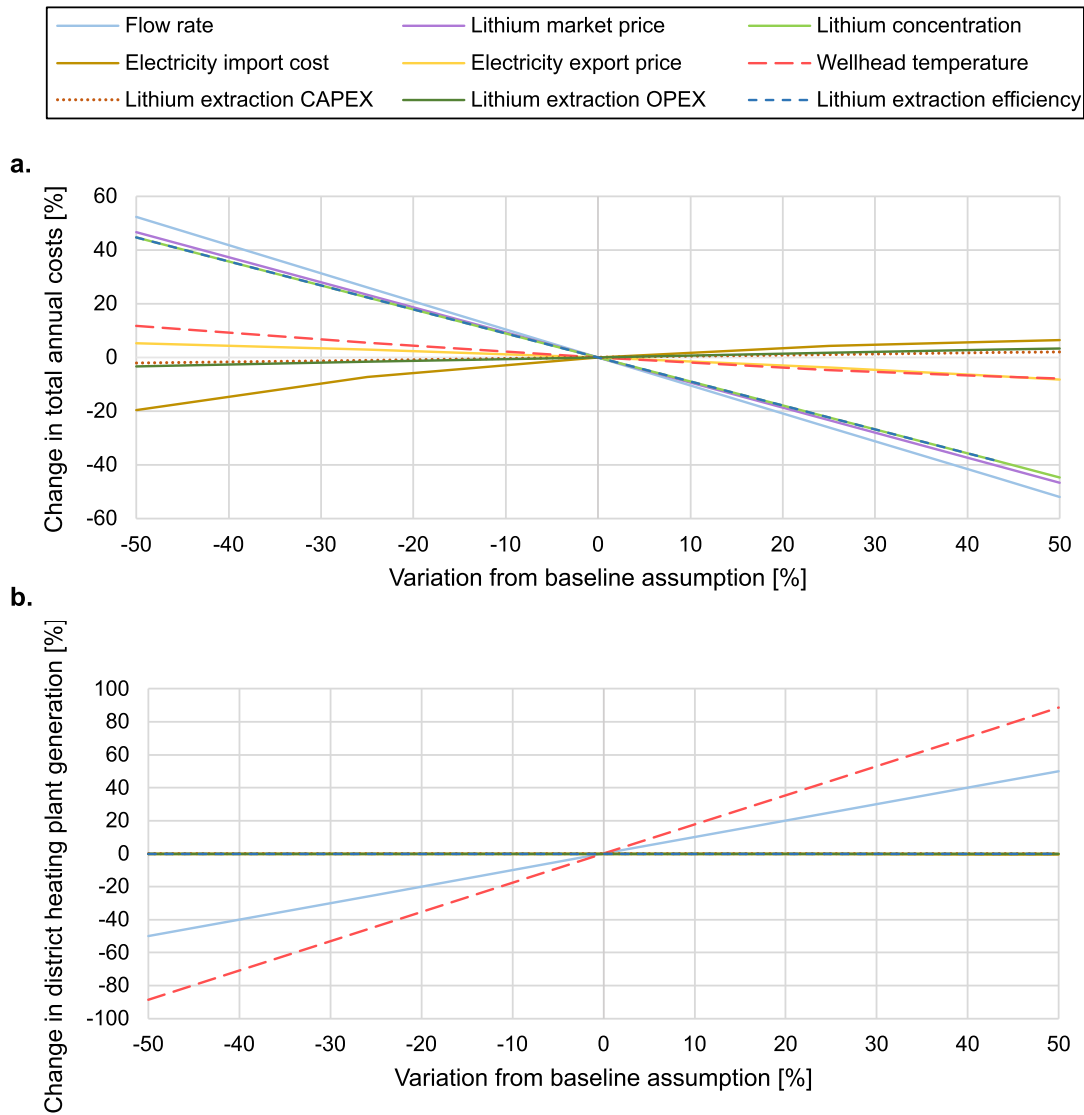 Flow rate Lithium market price Lithium concentration
Electricity import cost Electricity export price Wellhead temperature
Lithium extraction CAPEX Lithium extraction OPEX Lithium extraction efficiency
a.
Change in total annual costs [%]
60
40
20
0
-20
-40
-60
-50 -40 -30 -20 -10 0 10 20 30 40 50
Variation from baseline assumption [%]
b.
Change in district heating plant generation [%]
100
80
60
40
20
0
-20
-40
-60
-80
-100
-50 -40 -30 -20 -10 0 10 20 30 40 50
Variation from baseline assumption [%]